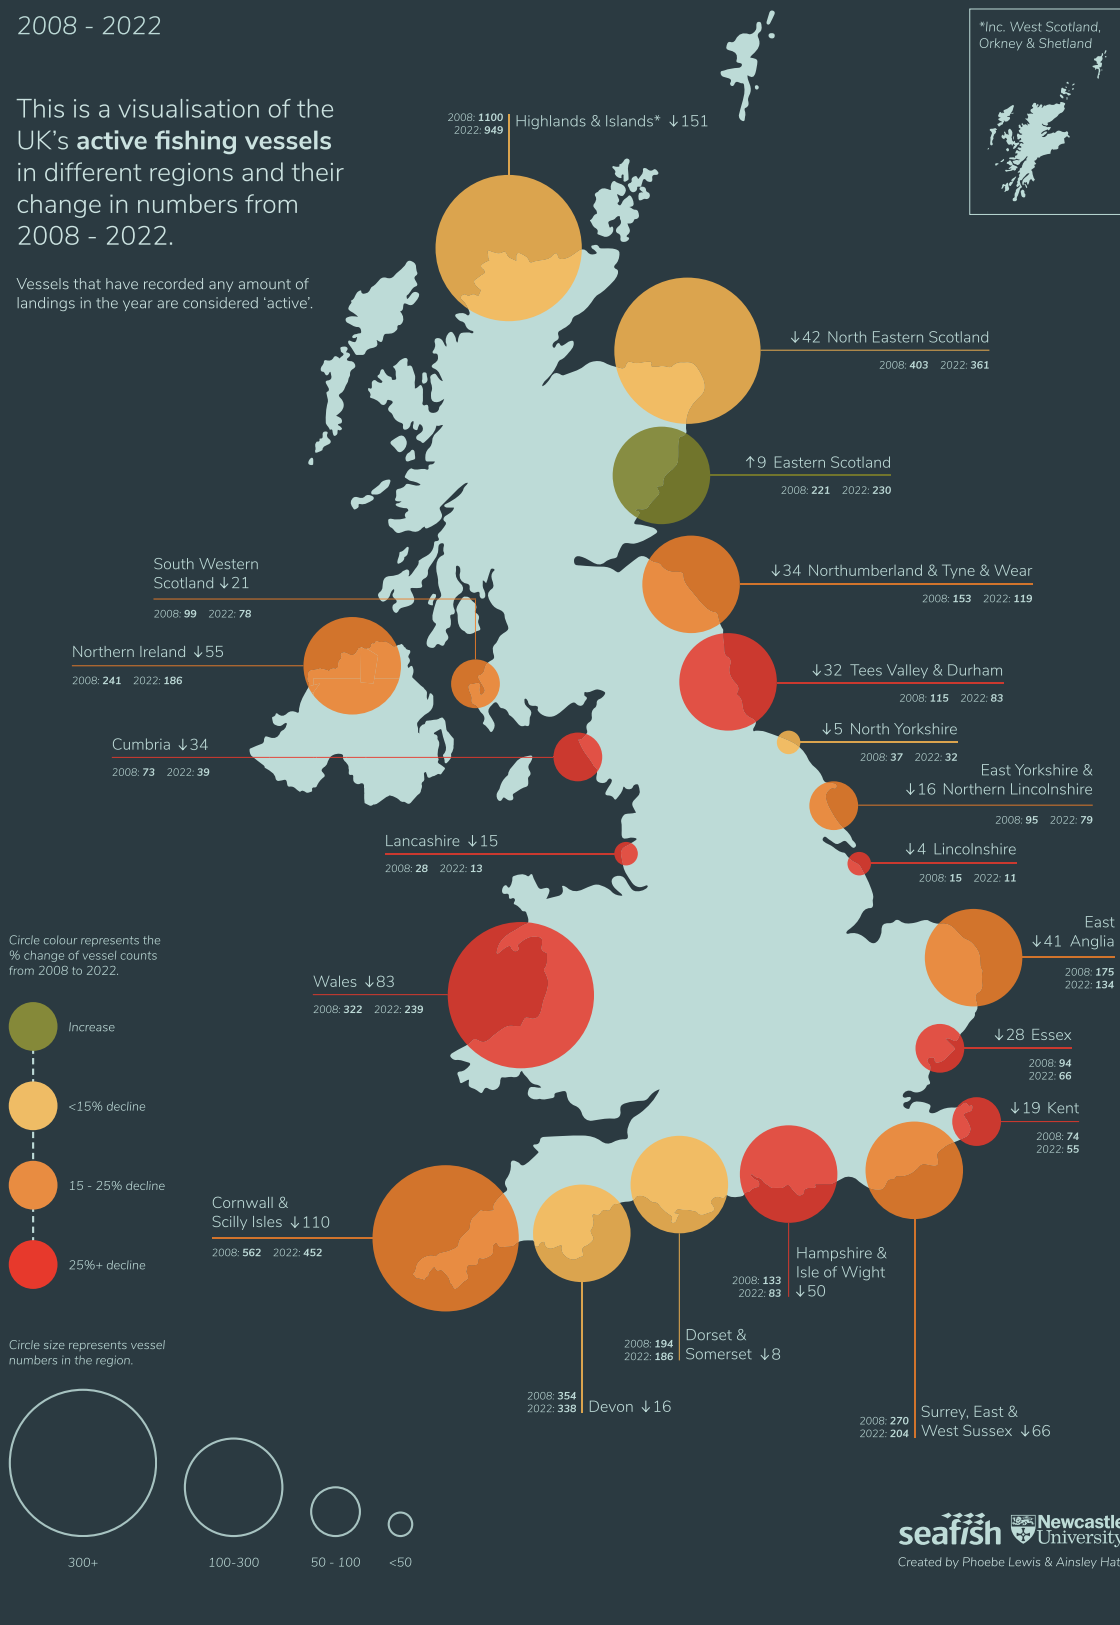 2008 - 2022
This is a visualisation of the
UK's active fishing vessels
in different regions and their
change in numbers from
2008 - 2022.
Vessels that have recorded any amount of
landings in the year are considered 'active'.
*Inc. West Scotland,
Orkney & Shetland
2008: 1100
2022: 949
Highlands & Islands* ↓151
↓42 North Eastern Scotland
2008: 403 2022: 361
↑9 Eastern Scotland
2008: 221 2022: 230
South Western
Scotland ↓21
2008: 99 2022: 78
↓34 Northumberland & Tyne & Wear
2008: 153 2022: 119
Northern Ireland ↓55
2008: 241 2022: 186
↓32 Tees Valley & Durham
2008: 115 2022: 83
Cumbria ↓34
2008: 73 2022: 39
↓5 North Yorkshire
2008: 37 2022: 32
East Yorkshire &
↓16 Northern Lincolnshire
2008: 95 2022: 79
Lancashire ↓15
2008: 28 2022: 13
↓4 Lincolnshire
2008: 15 2022: 11
East
↓41 Anglia
2008: 175
2022: 134
Wales ↓83
2008: 322 2022: 239
↓28 Essex
2008: 94
2022: 66
↓19 Kent
2008: 74
2022: 55
Cornwall &
Scilly Isles ↓110
2008: 562 2022: 452
Hampshire &
Isle of Wight
↓50
2008: 133
2022: 83
Dorset &
Somerset ↓8
2008: 194
2022: 186
2008: 354
2022: 338
Devon ↓16
Surrey, East &
West Sussex ↓66
2008: 270
2022: 204
Circle colour represents the
% change of vessel counts
from 2008 to 2022.
Increase
<15% decline
15 - 25% decline
25%+ decline
Circle size represents vessel
numbers in the region.
300+
100-300
50 - 100
<50
seafish
Newcastle
University
Created by Phoebe Lewis & Ainsley Hat